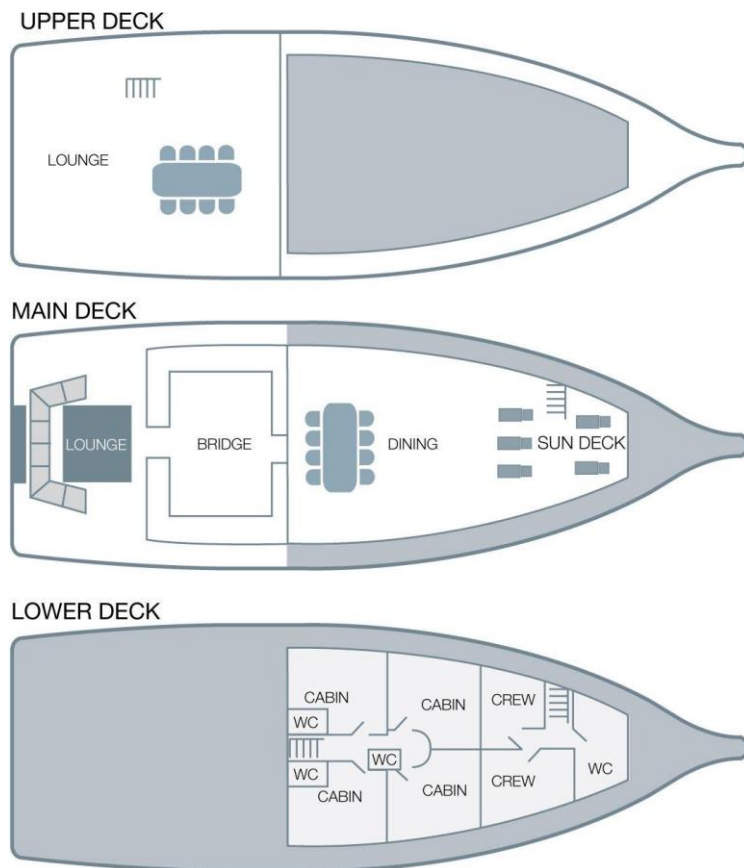 UPPER DECK
LOUNGE
MAIN DECK
LOUNGE
BRIDGE
DINING
SUN DECK
LOWER DECK
CABIN
CABIN
CREW
WC
WC
WC
WC
CABIN
CABIN
CREW